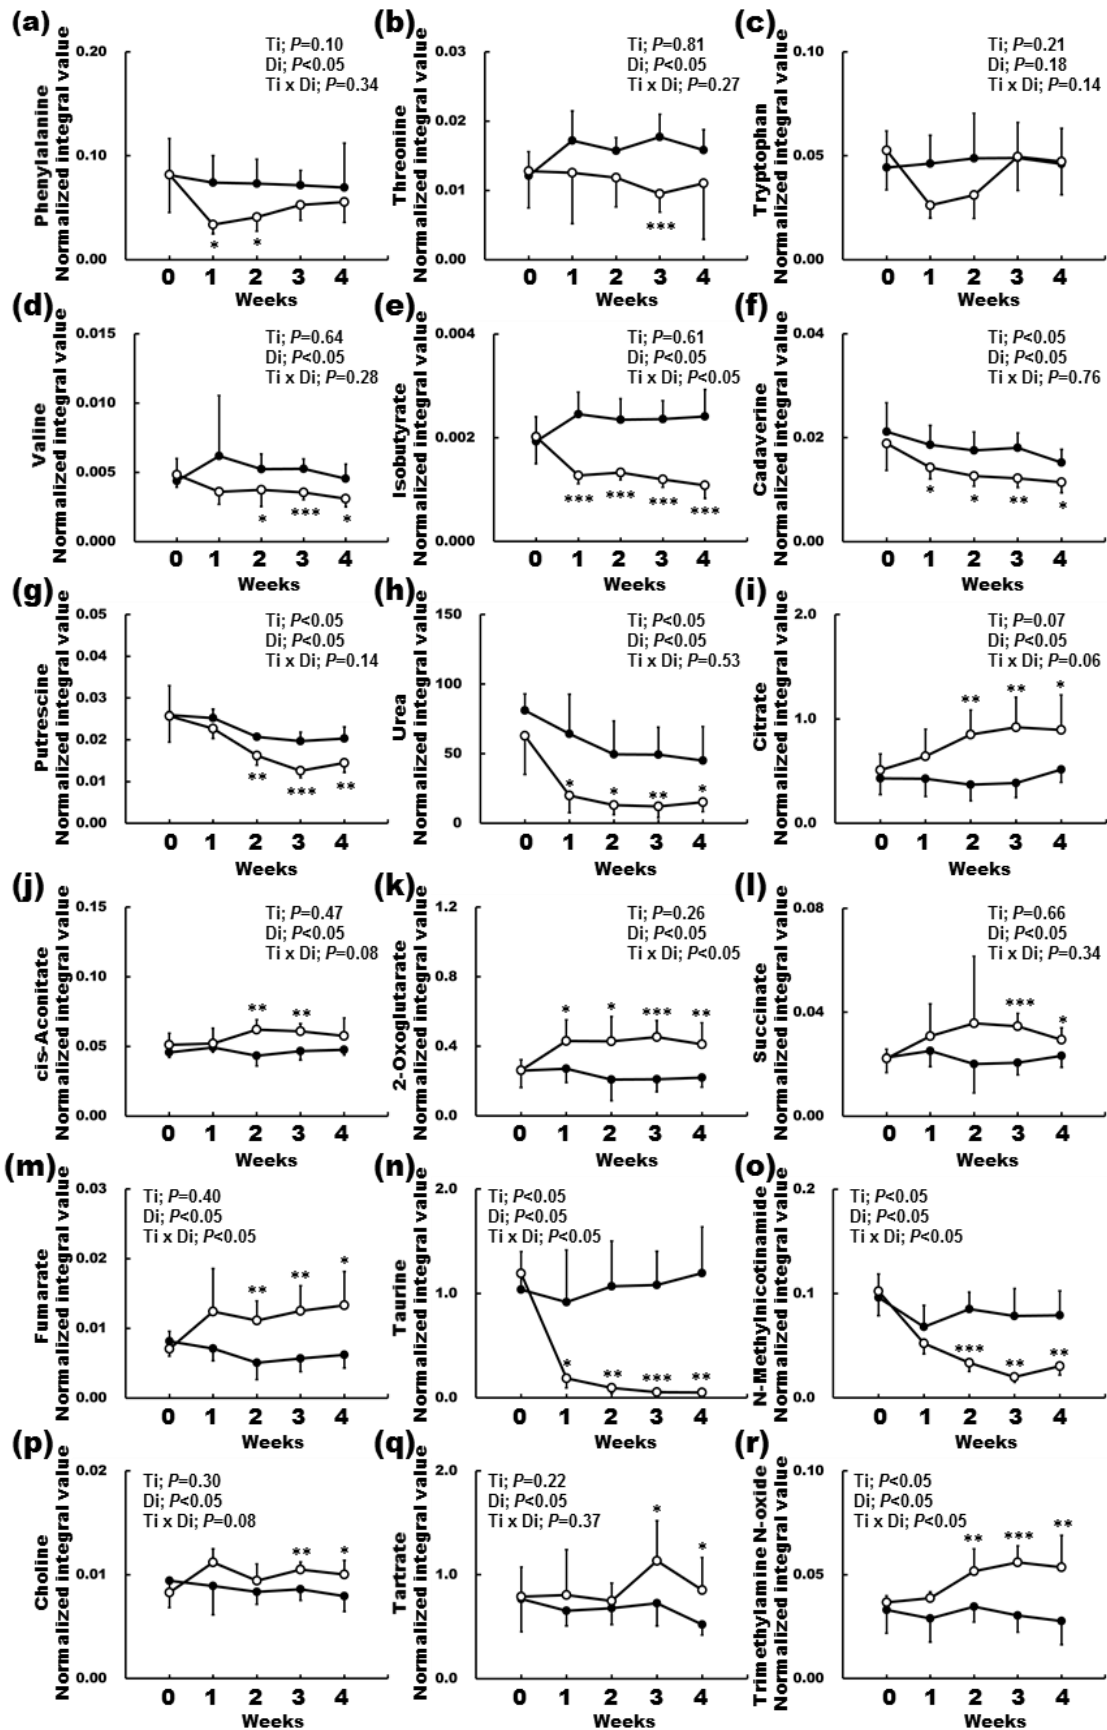 (a)
Phenylalanine
Normalized integral value
0.20
0.10
0.00
Ti; P=0.10
Di; P<0.05
Ti x Di; P=0.34
* *
0 1 2 3 4
Weeks
(b)
Threonine
Normalized integral value
0.03
0.02
0.01
0.00
Ti; P=0.81
Di; P<0.05
Ti x Di; P=0.27
***
0 1 2 3 4
Weeks
(c)
Tryptophan
Normalized integral value
0.10
0.05
0.00
Ti; P=0.21
Di; P=0.18
Ti x Di; P=0.14
0 1 2 3 4
Weeks
(d)
Valine
Normalized integral value
0.015
0.010
0.005
0.000
Ti; P=0.64
Di; P<0.05
Ti x Di; P=0.28
* *** *
0 1 2 3 4
Weeks
(e)
Isobutyrate
Normalized integral value
0.004
0.002
0.000
Ti; P=0.61
Di; P<0.05
Ti x Di; P<0.05
*** *** *** ***
0 1 2 3 4
Weeks
(f)
Cadaverine
Normalized integral value
0.04
0.02
0.00
Ti; P<0.05
Di; P<0.05
Ti x Di; P=0.76
* * ** *
0 1 2 3 4
Weeks
(g)
Putrescine
Normalized integral value
0.05
0.04
0.03
0.02
0.01
0.00
Ti; P<0.05
Di; P<0.05
Ti x Di; P=0.14
** *** **
0 1 2 3 4
Weeks
(h)
Urea
Normalized integral value
150
100
50
0
Ti; P<0.05
Di; P<0.05
Ti x Di; P=0.53
* * ** *
0 1 2 3 4
Weeks
(i)
Citrate
Normalized integral value
2.0
1.0
0.0
Ti; P=0.07
Di; P<0.05
Ti x Di; P=0.06
** ** *
0 1 2 3 4
Weeks
(j)
cis-Aconitate
Normalized integral value
0.15
0.10
0.05
0.00
Ti; P=0.47
Di; P<0.05
Ti x Di; P=0.08
** **
0 1 2 3 4
Weeks
(k)
2-Oxoglutarate
Normalized integral value
1.2
0.8
0.4
0.0
Ti; P=0.26
Di; P<0.05
Ti x Di; P<0.05
* * *** **
0 1 2 3 4
Weeks
(l)
Succinate
Normalized integral value
0.08
0.04
0.00
Ti; P=0.66
Di; P<0.05
Ti x Di; P=0.34
*** *
0 1 2 3 4
Weeks
(m)
Fumarate
Normalized integral value
0.03
0.02
0.01
0.00
Ti; P=0.40
Di; P<0.05
Ti x Di; P<0.05
** ** *
0 1 2 3 4
Weeks
(n)
Taurine
Normalized integral value
2.0
1.0
0.0
Ti; P<0.05
Di; P<0.05
Ti x Di; P<0.05
* ** *** **
0 1 2 3 4
Weeks
(o)
N-Methylnicotinamide
Normalized integral value
0.2
0.1
0.0
Ti; P<0.05
Di; P<0.05
Ti x Di; P<0.05
*** ** **
0 1 2 3 4
Weeks
(p)
Choline
Normalized integral value
0.02
0.01
0.00
Ti; P=0.30
Di; P<0.05
Ti x Di; P=0.08
** *
0 1 2 3 4
Weeks
(q)
Tartrate
Normalized integral value
2.0
1.0
0.0
Ti; P=0.22
Di; P<0.05
Ti x Di; P=0.37
* *
0 1 2 3 4
Weeks
(r)
Trimethylamine N-oxide
Normalized integral value
0.10
0.05
0.00
Ti; P<0.05
Di; P<0.05
Ti x Di; P<0.05
** *** **
0 1 2 3 4
Weeks